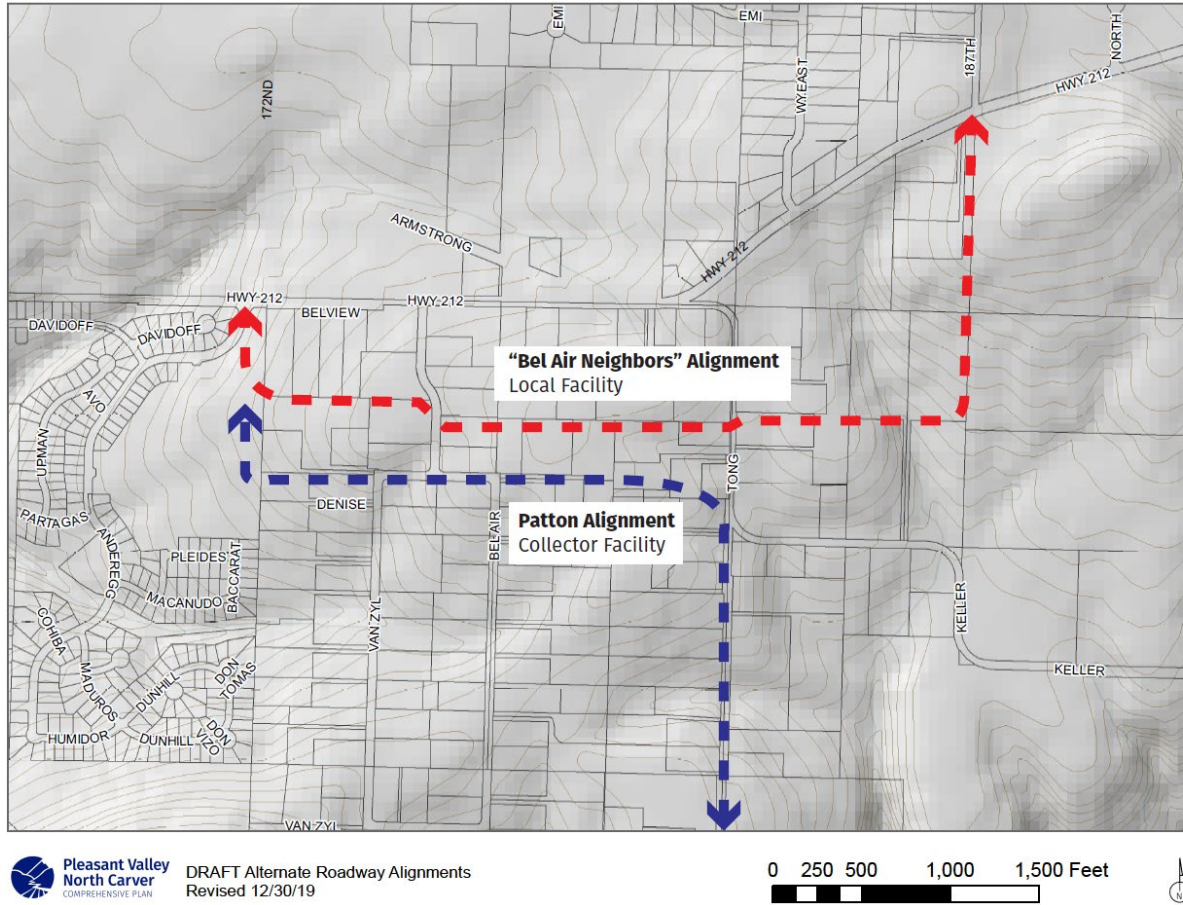 EMI
EMI
WY.EAST
187TH
NORTH
HWY 212
172ND
ARMSTRONG
HWY 212
HWY 212
HWY 212
BELVIEW
DAVIDOFF
DAVIDOFF
AVO
“Bel Air Neighbors” Alignment
Local Facility
UPMAN
TONG
DENISE
Patton Alignment
Collector Facility
PARTAGAS
ANDEREGG
PLEIDES
BACCARAT
BEL AIR
MACANUDO
VAN ZYL
KELLER
KELLER
COHIBA
MADUROS
DUNHILL
DON
TOMAS
DON
VIZO
HUMIDOR
DUNHILL
VAN ZYL
Pleasant Valley
North Carver
COMPREHENSIVE PLAN
DRAFT Alternate Roadway Alignments
Revised 12/30/19
0 250 500 1,000 1,500 Feet
N